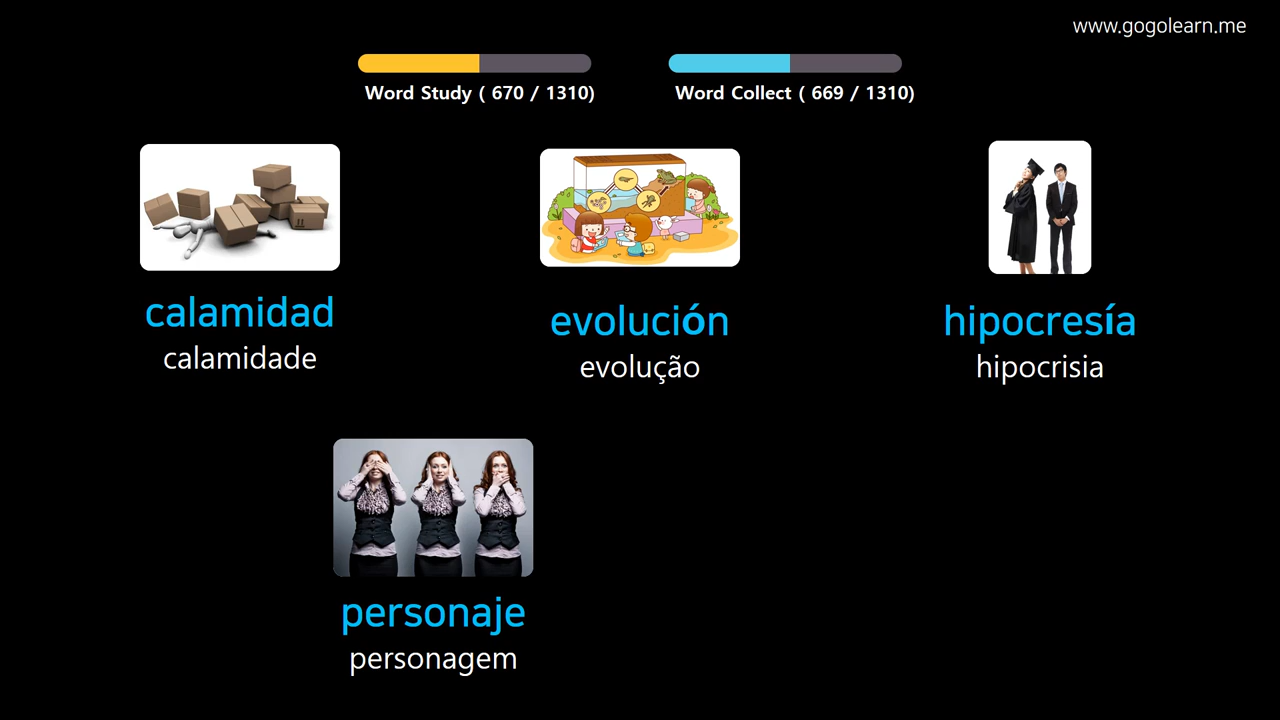 www.gogolearn.me
Word Study ( 670 / 1310)
Word Collect ( 669 / 1310)
calamidad
calamidade
evolución
evolução
hipocresía
hipocrisia
personaje
personagem